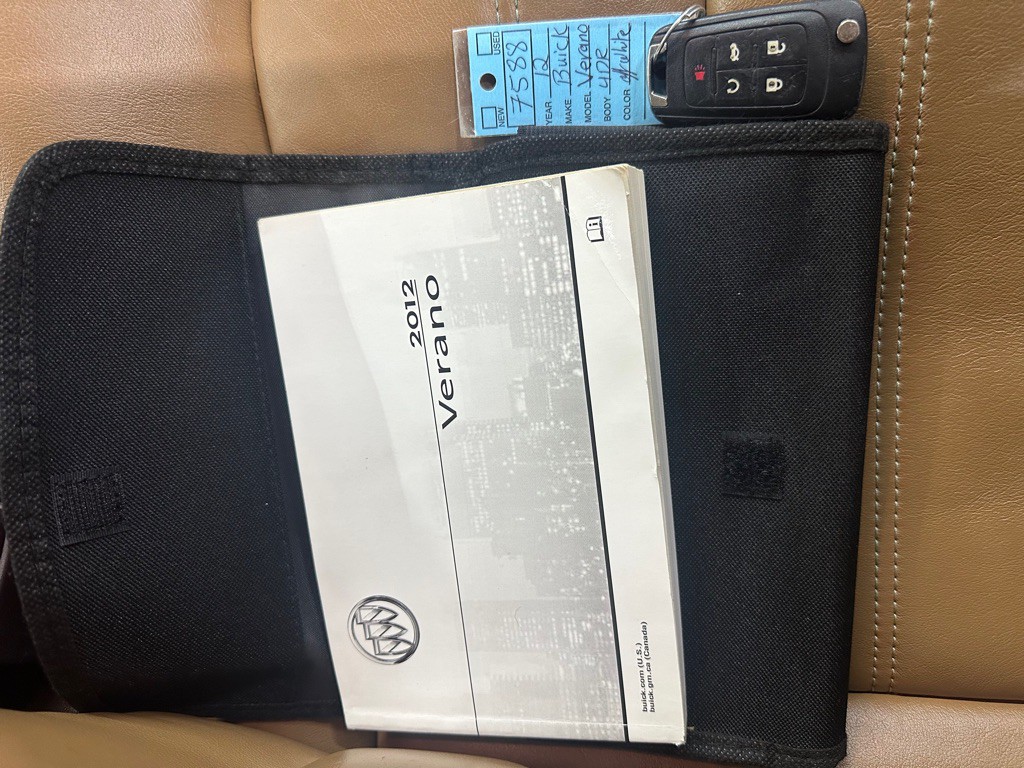 NEW USED
7588
YEAR 12
MAKE Buick
MODEL Verano
BODY 4DR
COLOR White
2012
Verano
i
buick.com (U.S.)
buick.gm.ca (Canada)